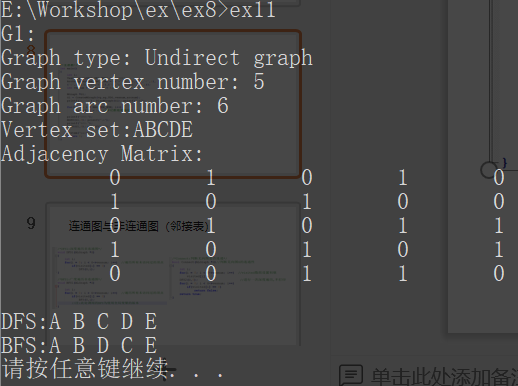 E:\Workshop\ex\ex8>ex11
G1:
Graph type: Undirect graph
Graph vertex number: 5
Graph arc number: 6
Vertex set:ABCDE
Adjacency Matrix:
0 1 0 1 0
1 0 1 0 0
0 1 0 1 1
1 0 1 0 1
0 0 1 1 0
DFS:A B C D E
BFS:A B D C E
请按任意键继续. . .
8
9
连通图与非连通图（邻接表）
单击此处添加备注